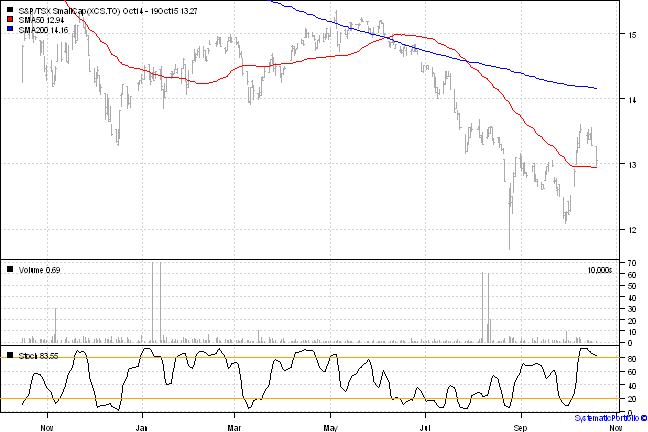 S&P/TSX SmallCap(XCS.TO) Oct14 - 19Oct15 13.27
SMA50 12.94
SMA200 14.16
15
14
13
12
Volume 0.69
10,000s
70
60
50
40
30
20
10
0
Stoch 83.55
80
60
40
20
0
Nov Jan Mar May Jul Sep Nov
SystematicPortfolio ©